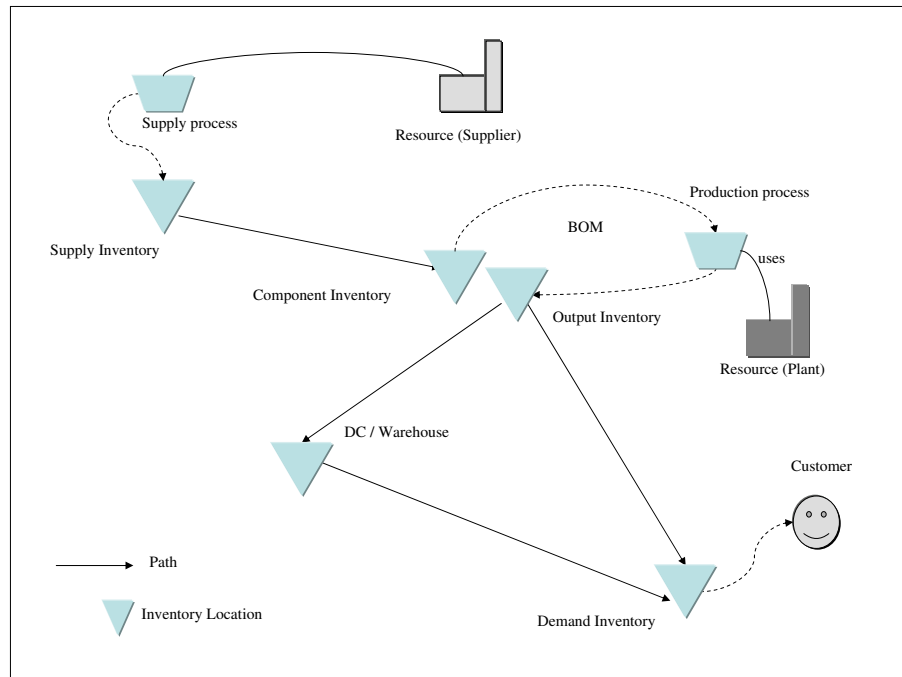 Supply process
Resource (Supplier)
Production process
BOM
Supply Inventory
uses
Component Inventory
Output Inventory
Resource (Plant)
DC / Warehouse
Customer
Path
Inventory Location
Demand Inventory